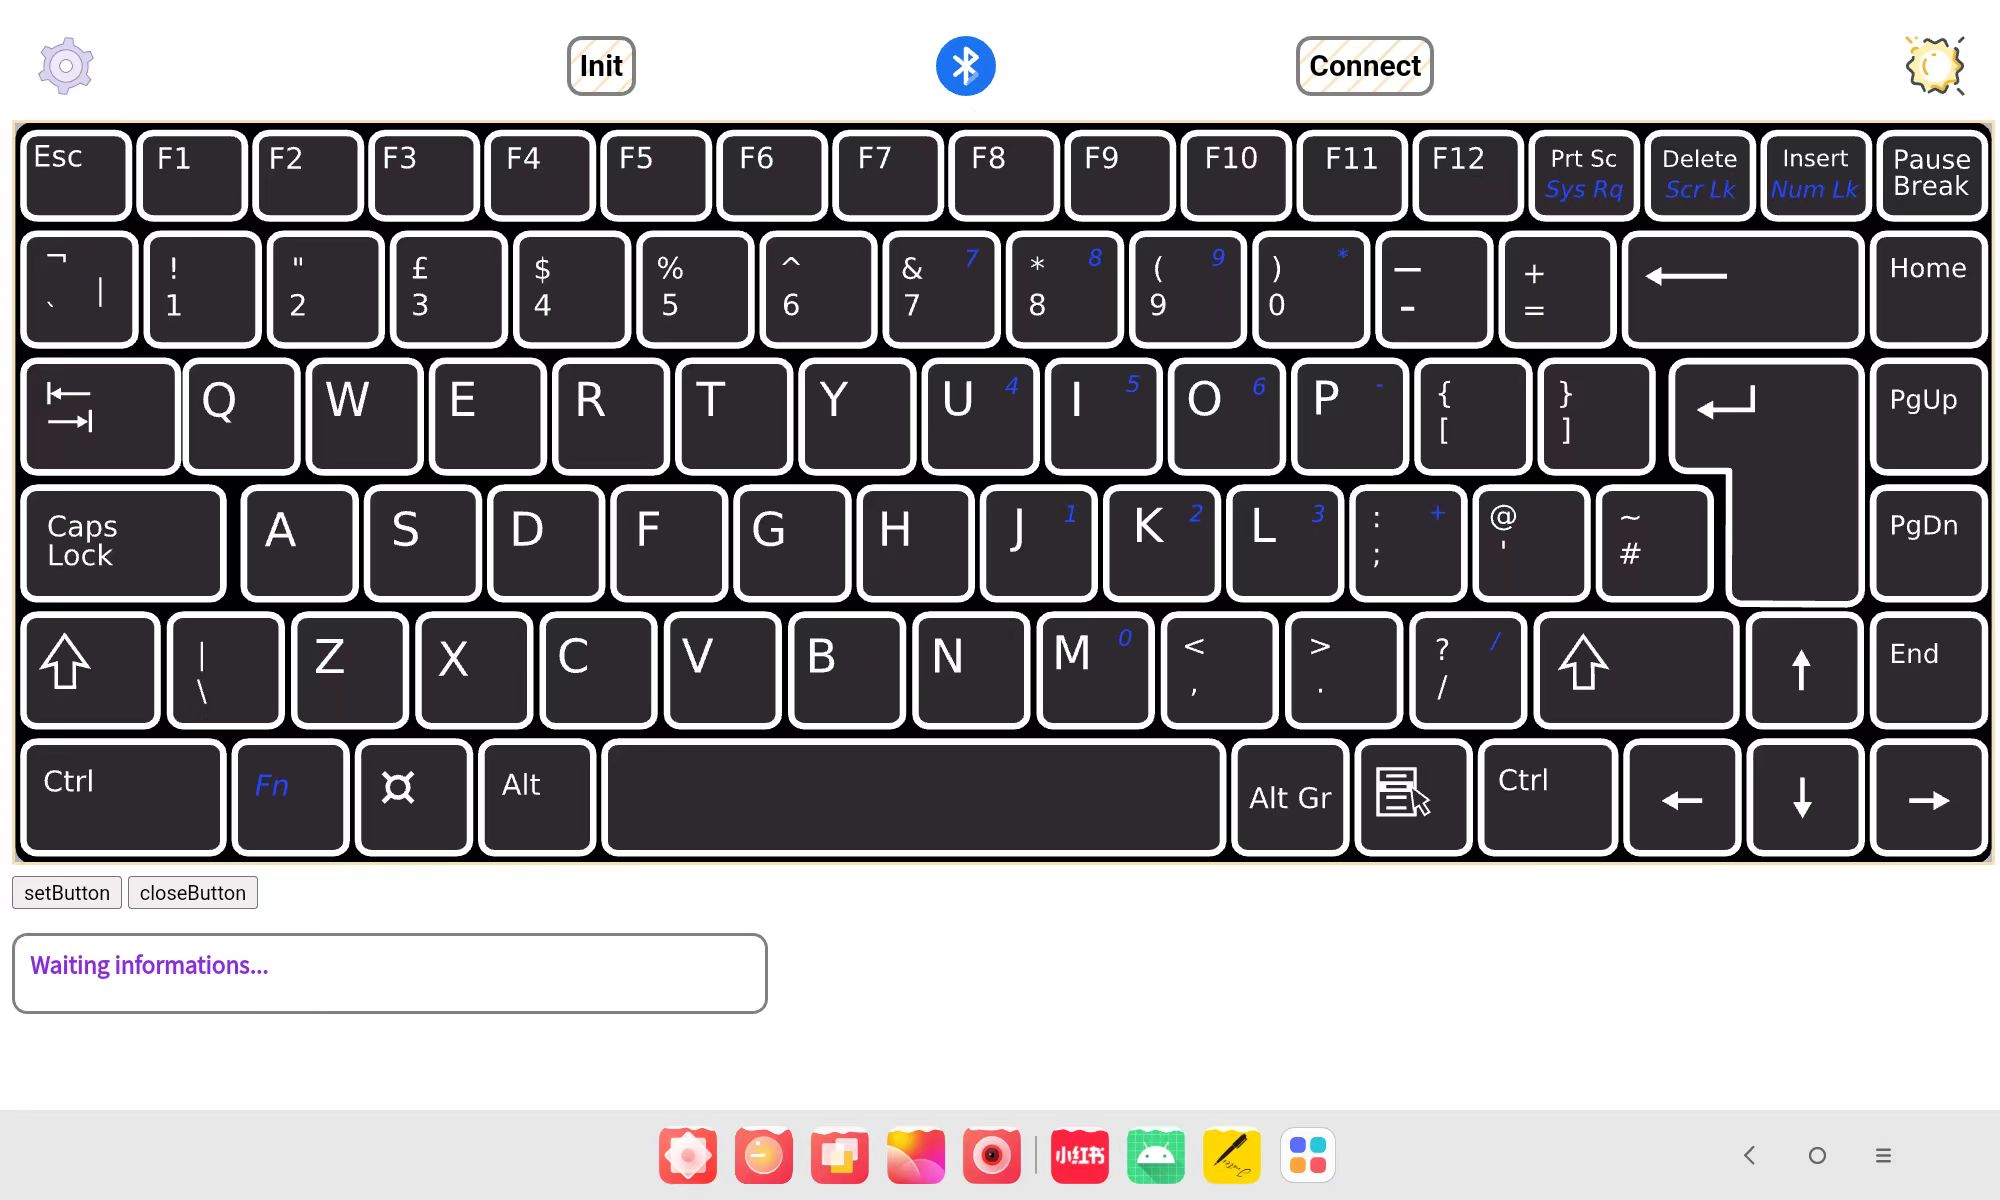 Init Connect
Esc F1 F2 F3 F4 F5 F6 F7 F8 F9 F10 F11 F12 Prt Sc Delete Insert Pause
Sys Rq Scr Lk Num Lk Break
¬ ! " £ $ % ^ & 7 * 8 ( 9 ) * — + Home
` | 1 2 3 4 5 6 7 8 9 0 - =
Q W E R T Y U 4 I 5 O 6 P - { } PgUp
[ ]
Caps A S D F G H J 1 K 2 L 3 : + @ ~ PgDn
Lock ; ' #
| Z X C V B N M 0 < > ? / End
\ , . /
Ctrl Fn Alt Alt Gr Ctrl
setButton closeButton
Waiting informations...
小红书